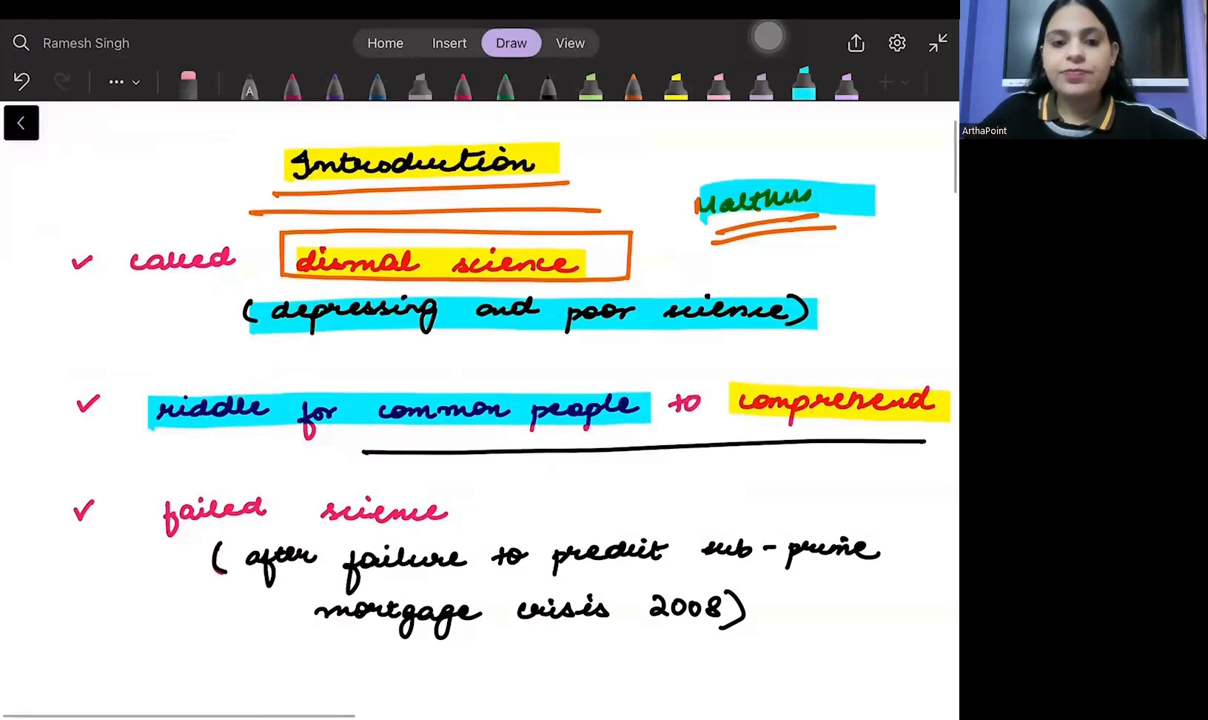 Ramesh Singh
Home Insert Draw View
A
ArthaPoint
Introduction
Malthus
✓ called dismal science
(depressing and poor science)
✓ riddle for common people to comprehend
✓ failed science
(after failure to predict sub-prime
mortgage crisis 2008)